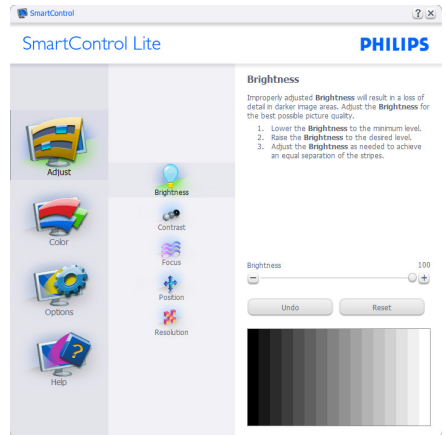 SmartControl
SmartControl Lite
PHILIPS
Adjust
Color
Options
Help
Brightness
Contrast
Focus
Position
Resolution
Brightness
Improperly adjusted Brightness will result in a loss of
detail in darker image areas. Adjust the Brightness for
the best possible picture quality.
1. Lower the Brightness to the minimum level.
2. Raise the Brightness to the desired level.
3. Adjust the Brightness as needed to achieve
an equal separation of the stripes.
Brightness 100
Undo Reset